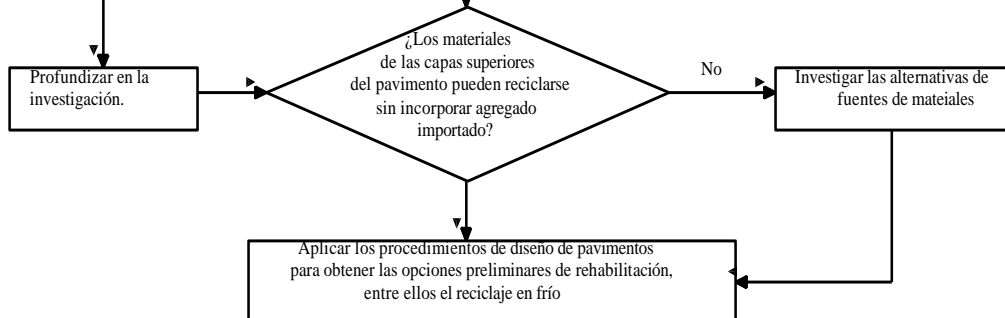 Profundizar en la
investigación.
¿Los materiales
de las capas superiores
del pavimento pueden reciclarse
sin incorporar agregado
importado?
No
Investigar las alternativas de
fuentes de mateiales
Aplicar los procedimientos de diseño de pavimentos
para obtener las opciones preliminares de rehabilitación,
entre ellos el reciclaje en frío